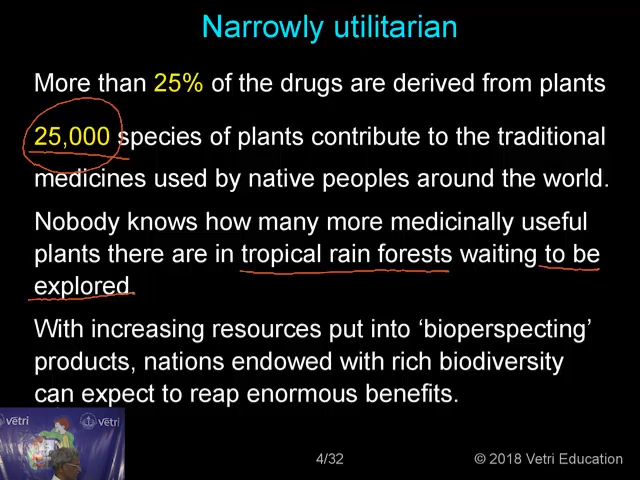 Narrowly utilitarian
More than 25% of the drugs are derived from plants
25,000 species of plants contribute to the traditional
medicines used by native peoples around the world.
Nobody knows how many more medicinally useful
plants there are in tropical rain forests waiting to be
explored.
With increasing resources put into ‘bioperspecting’
products, nations endowed with rich biodiversity
can expect to reap enormous benefits.
vetri
vetri
4/32
© 2018 Vetri Education